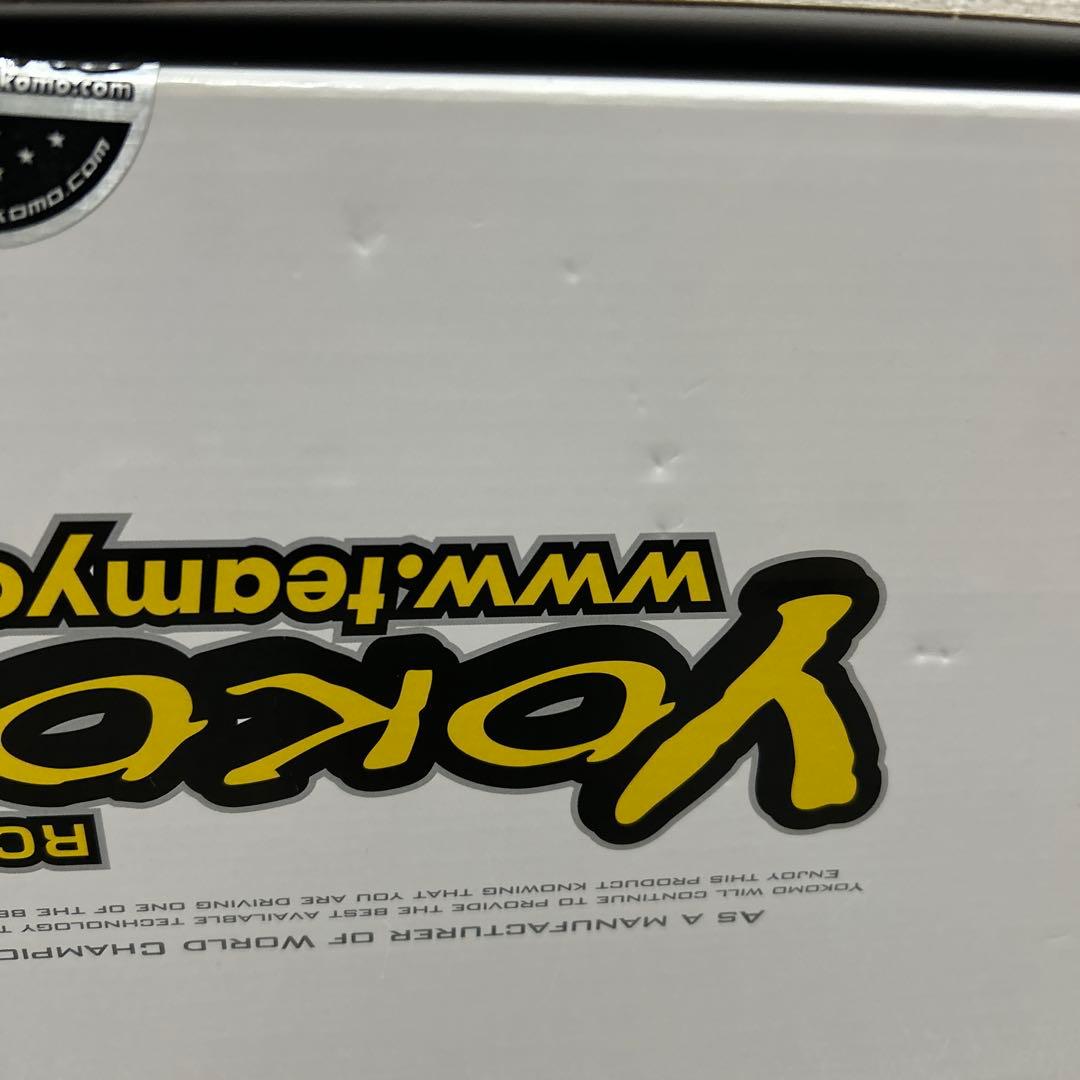 AS A MANUFACTURER OF WORLD CHAMPIO
YOKOMO WILL CONTINUE TO PROVIDE THE BEST AVAILABLE TECHNOLOGY T
ENJOY THIS PRODUCT KNOWING THAT YOU ARE DRIVING ONE OF THE BE
RC
YOKO
www.teamyo
komo.com
komo.com